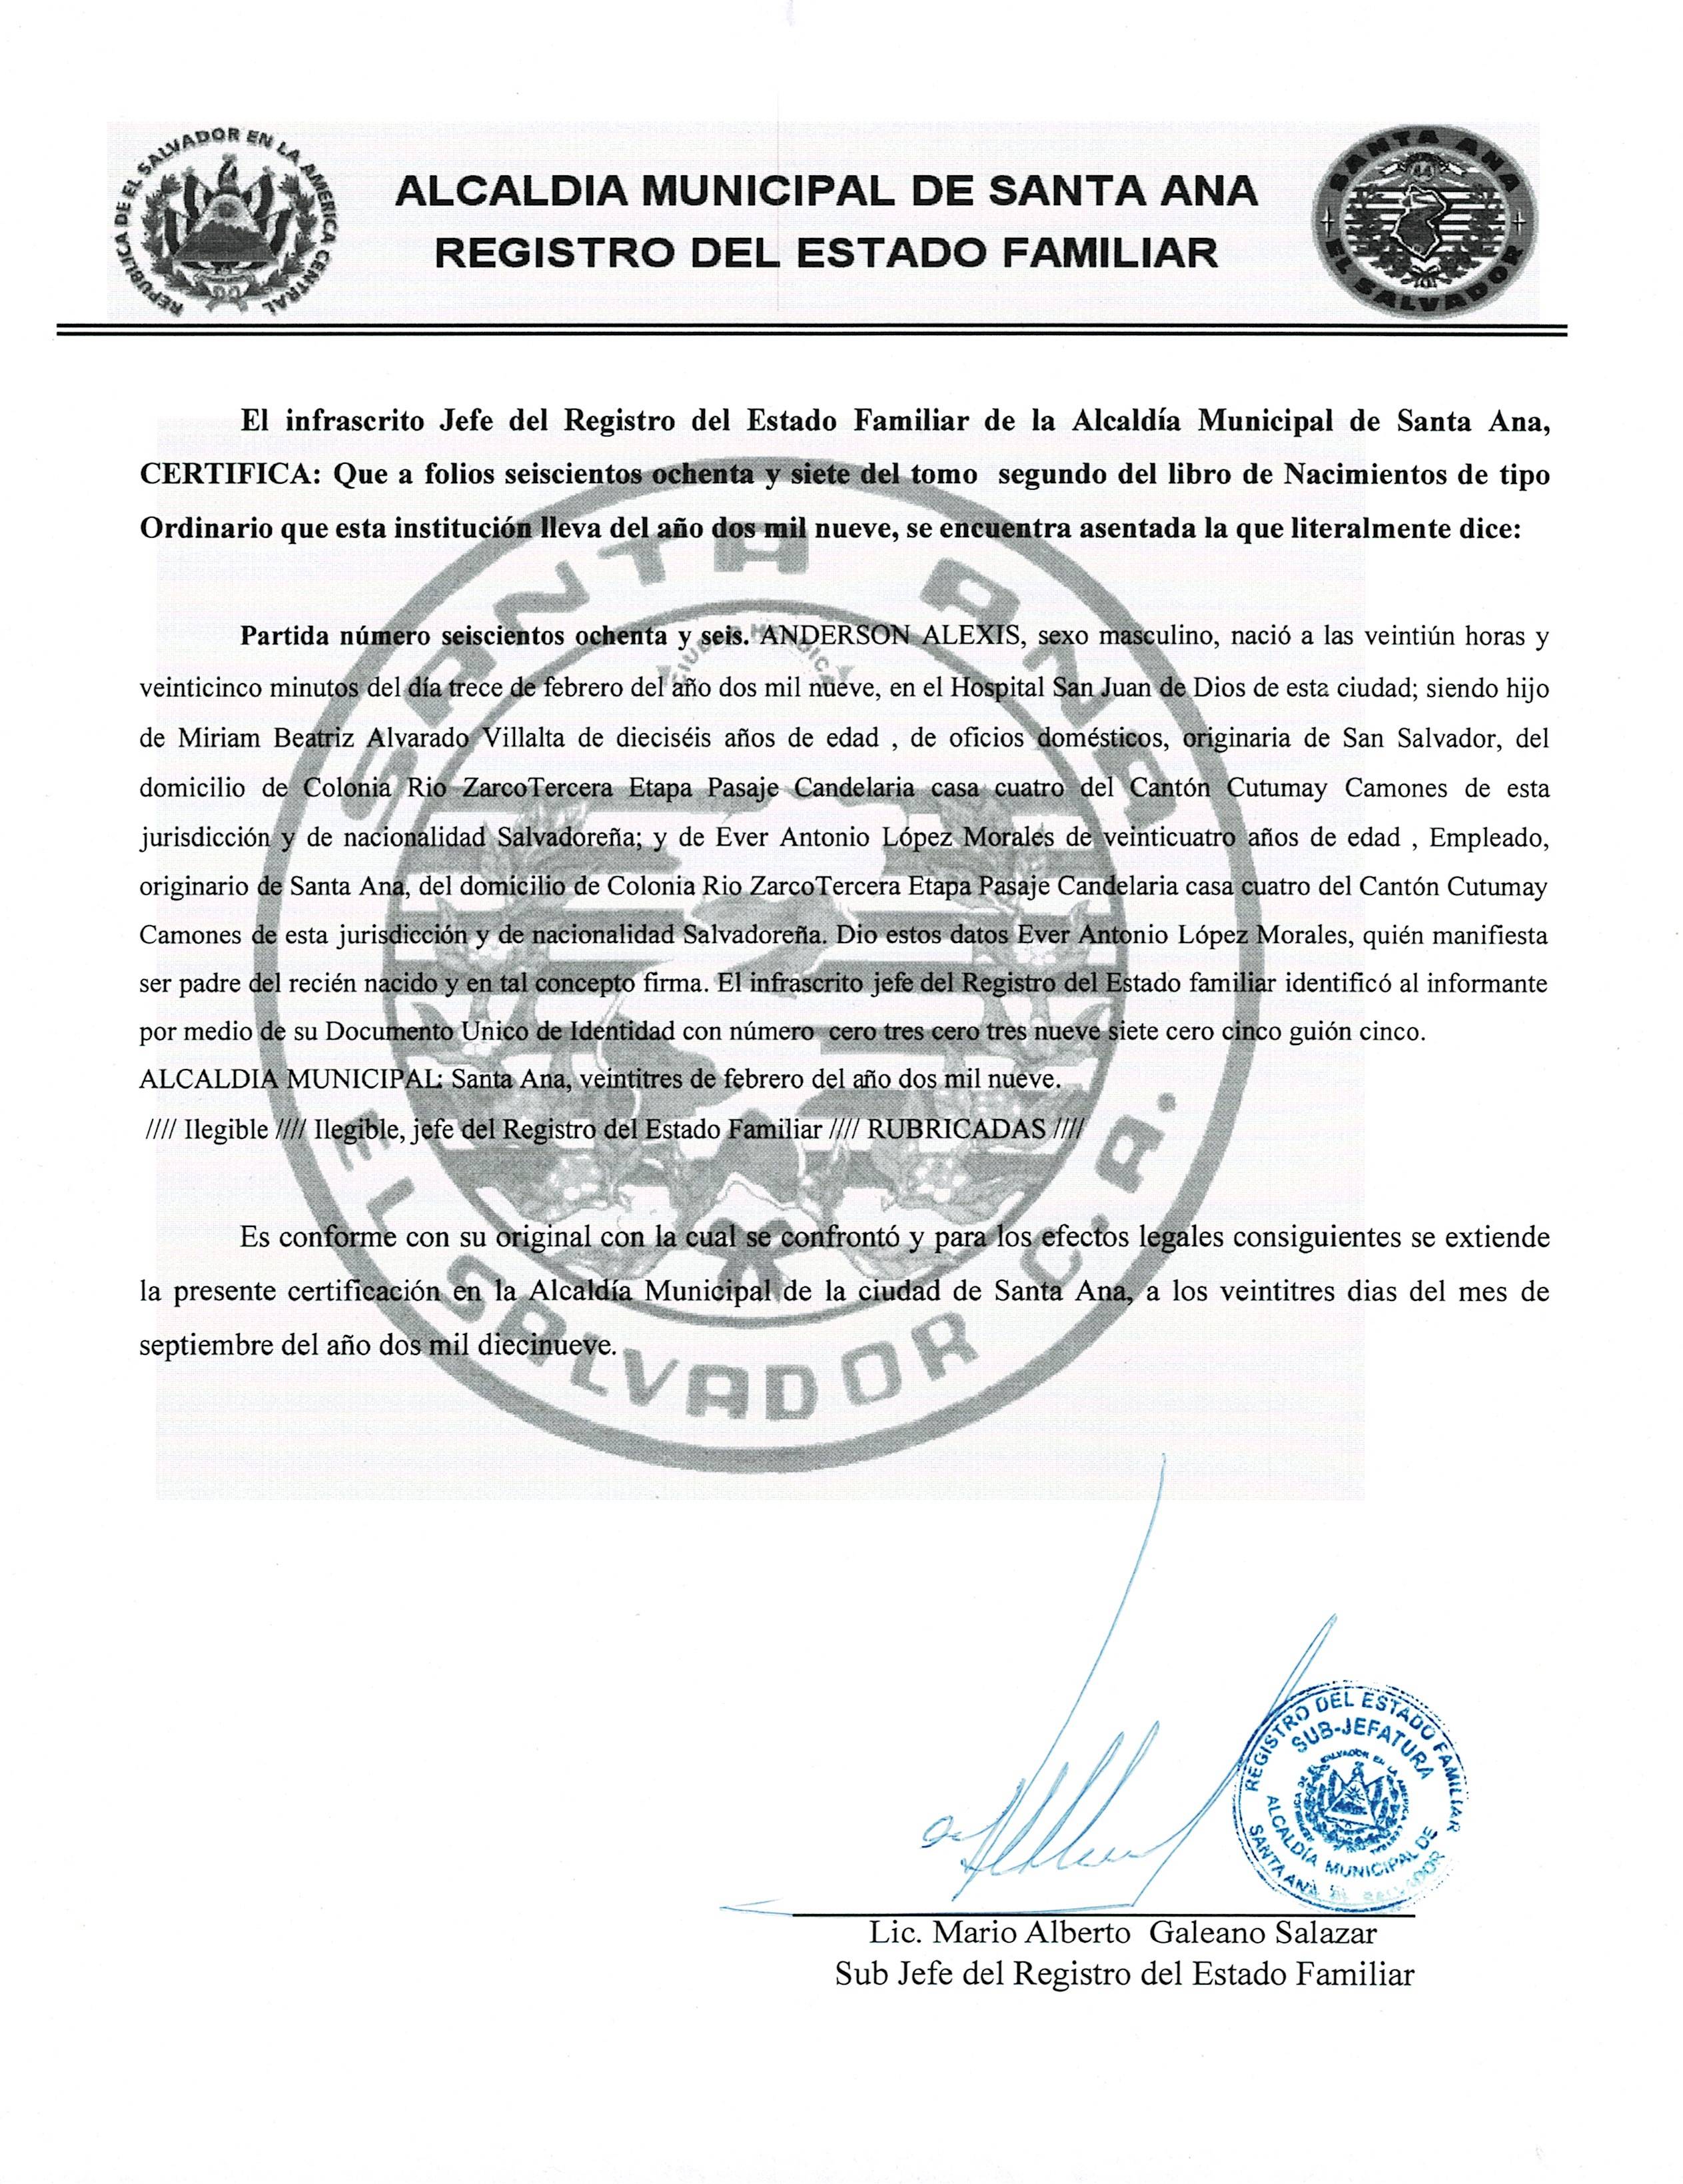 REPUBLICA DE EL SALVADOR EN LA AMERICA CENTRAL
ALCALDIA MUNICIPAL DE SANTA ANA
REGISTRO DEL ESTADO FAMILIAR
SANTA ANA
EL SALVADOR
El infrascrito Jefe del Registro del Estado Familiar de la Alcaldía Municipal de Santa Ana,
CERTIFICA: Que a folios seiscientos ochenta y siete del tomo segundo del libro de Nacimientos de tipo
Ordinario que esta institución lleva del año dos mil nueve, se encuentra asentada la que literalmente dice:
Partida número seiscientos ochenta y seis. ANDERSON ALEXIS, sexo masculino, nació a las veintiún horas y
veinticinco minutos del día trece de febrero del año dos mil nueve, en el Hospital San Juan de Dios de esta ciudad; siendo hijo
de Miriam Beatriz Alvarado Villalta de dieciséis años de edad , de oficios domésticos, originaria de San Salvador, del
domicilio de Colonia Rio ZarcoTercera Etapa Pasaje Candelaria casa cuatro del Cantón Cutumay Camones de esta
jurisdicción y de nacionalidad Salvadoreña; y de Ever Antonio López Morales de veinticuatro años de edad , Empleado,
originario de Santa Ana, del domicilio de Colonia Rio ZarcoTercera Etapa Pasaje Candelaria casa cuatro del Cantón Cutumay
Camones de esta jurisdicción y de nacionalidad Salvadoreña. Dio estos datos Ever Antonio López Morales, quién manifiesta
ser padre del recién nacido y en tal concepto firma. El infrascrito jefe del Registro del Estado familiar identificó al informante
por medio de su Documento Unico de Identidad con número cero tres cero tres nueve siete cero cinco guión cinco.
ALCALDIA MUNICIPAL: Santa Ana, veintitres de febrero del año dos mil nueve.
//// Ilegible //// Ilegible, jefe del Registro del Estado Familiar //// RUBRICADAS ////
Es conforme con su original con la cual se confrontó y para los efectos legales consiguientes se extiende
la presente certificación en la Alcaldía Municipal de la ciudad de Santa Ana, a los veintitres dias del mes de
septiembre del año dos mil diecinueve.
SANTA ANA
EL SALVADOR C.A.
REGISTRO DEL ESTADO FAMILIAR
SUB-JEFATURA
ALCALDÍA MUNICIPAL DE
SANTA ANA EL SALVADOR
Lic. Mario Alberto Galeano Salazar
Sub Jefe del Registro del Estado Familiar